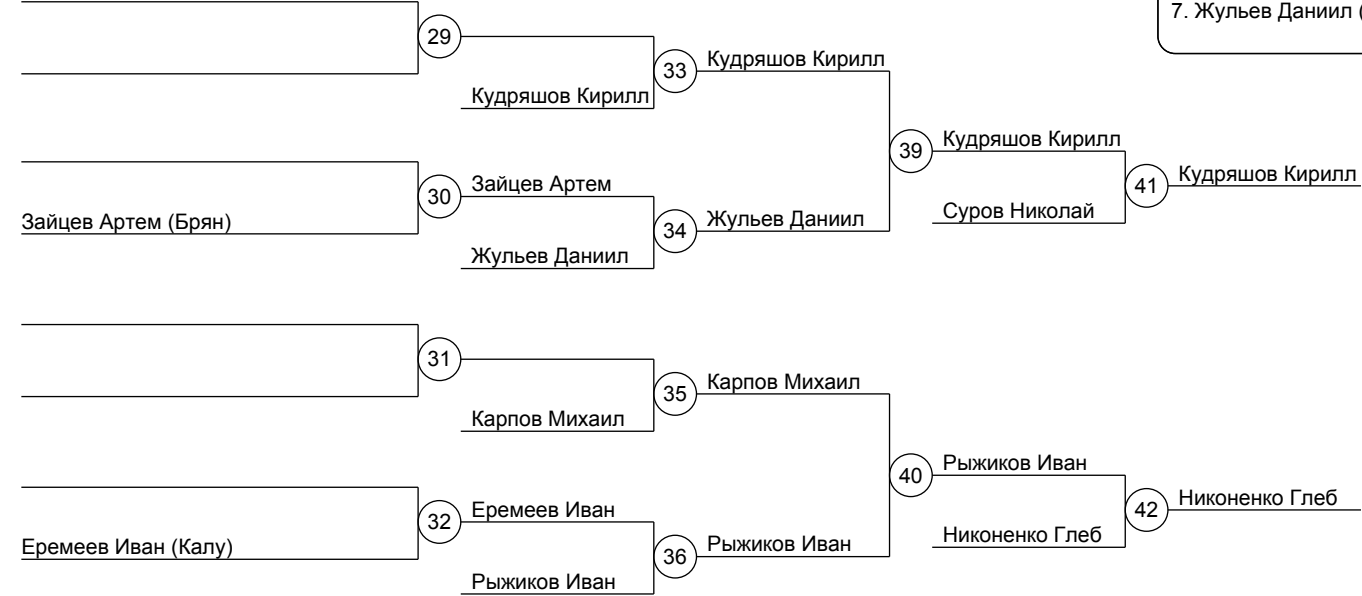 7. Жульев Даниил (
29
Кудряшов Кирилл
33
Кудряшов Кирилл
39
Кудряшов Кирилл
41
Кудряшов Кирилл
30
Зайцев Артем
Суров Николай
Зайцев Артем (Брян)
34
Жульев Даниил
Жульев Даниил
31
35
Карпов Михаил
Карпов Михаил
40
Рыжиков Иван
42
Никоненко Глеб
32
Еремеев Иван
Никоненко Глеб
Еремеев Иван (Калу)
36
Рыжиков Иван
Рыжиков Иван